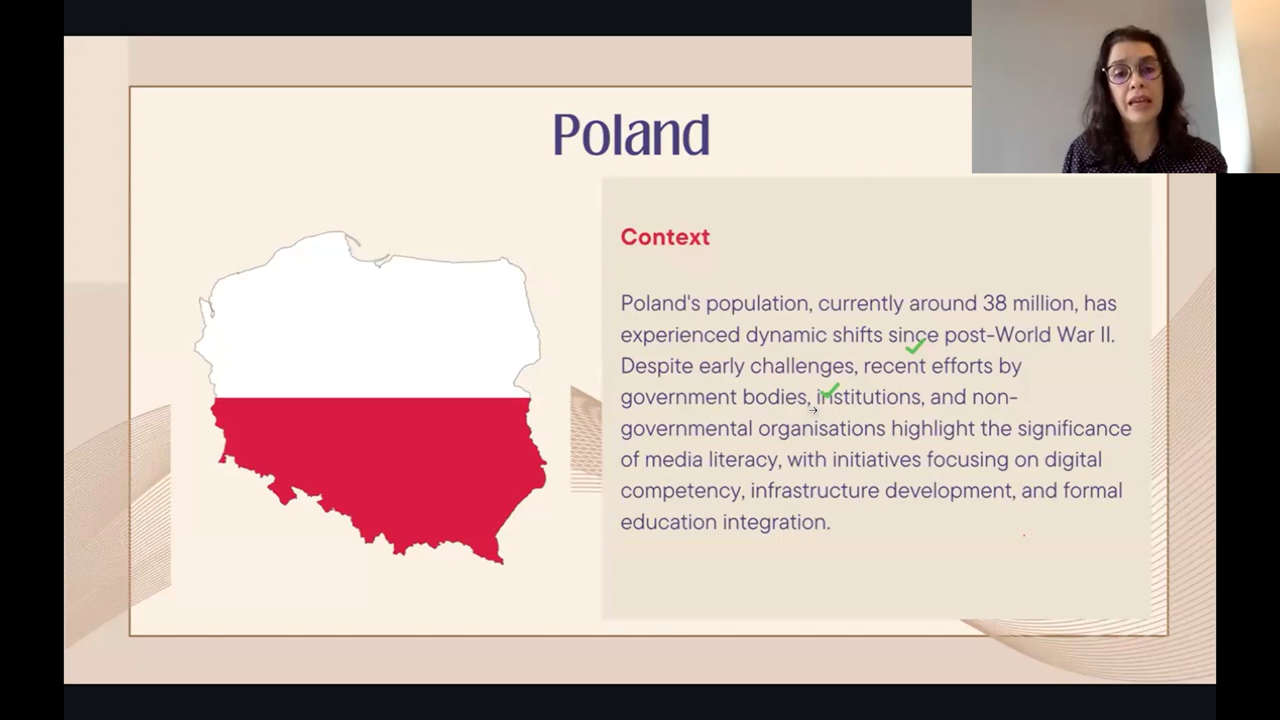 Poland
Context
Poland's population, currently around 38 million, has
experienced dynamic shifts since post-World War II.
Despite early challenges, recent efforts by
government bodies, institutions, and non-
governmental organisations highlight the significance
of media literacy, with initiatives focusing on digital
competency, infrastructure development, and formal
education integration.